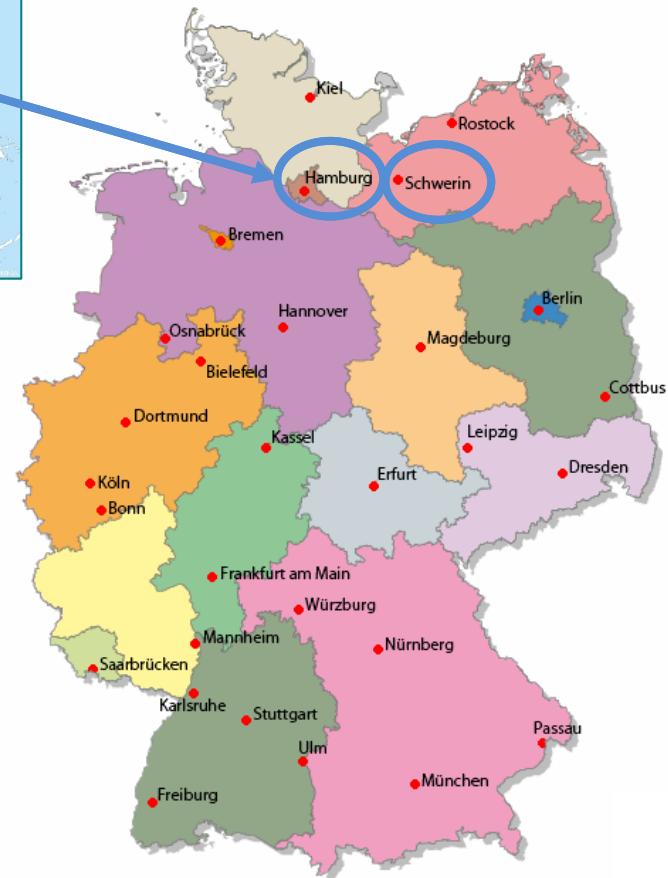 Kiel
Rostock
Hamburg
Schwerin
Bremen
Berlin
Hannover
Osnabrück
Magdeburg
Bielefeld
Cottbus
Dortmund
Leipzig
Kassel
Dresden
Erfurt
Köln
Bonn
Frankfurt am Main
Würzburg
Mannheim
Nürnberg
Saarbrücken
Karlsruhe
Stuttgart
Passau
Ulm
München
Freiburg